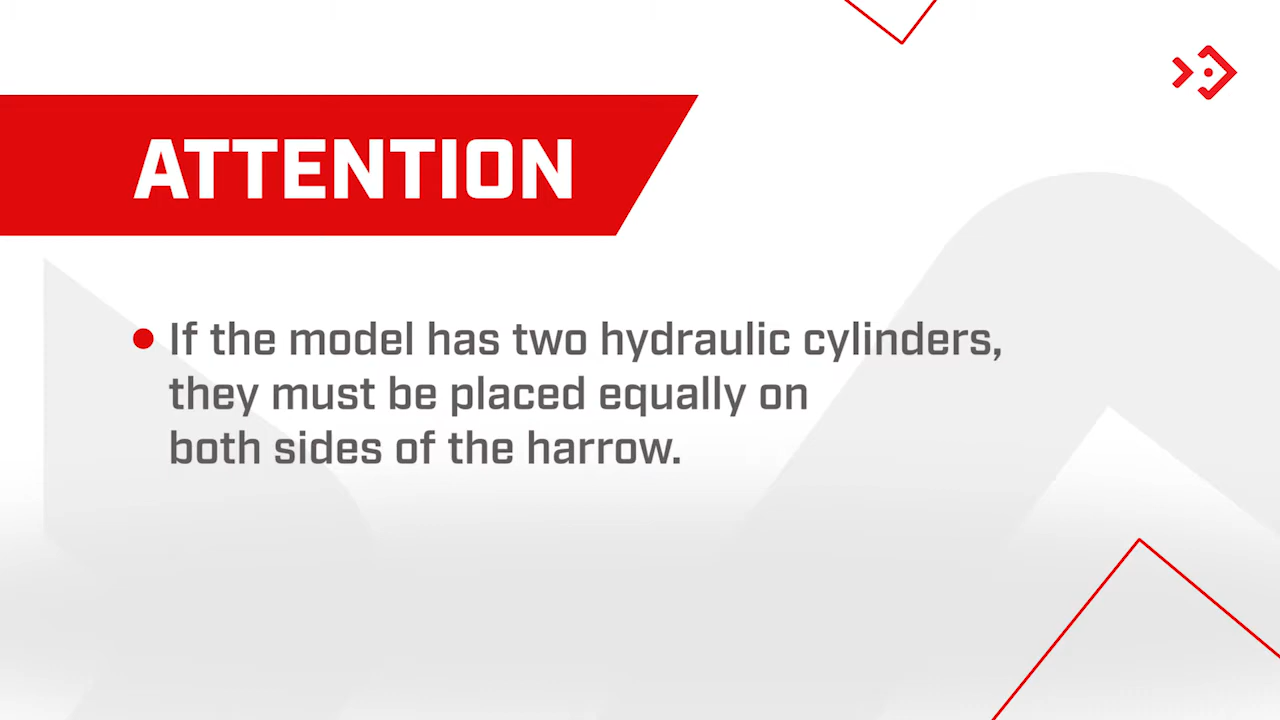 ATTENTION
If the model has two hydraulic cylinders,
they must be placed equally on
both sides of the harrow.